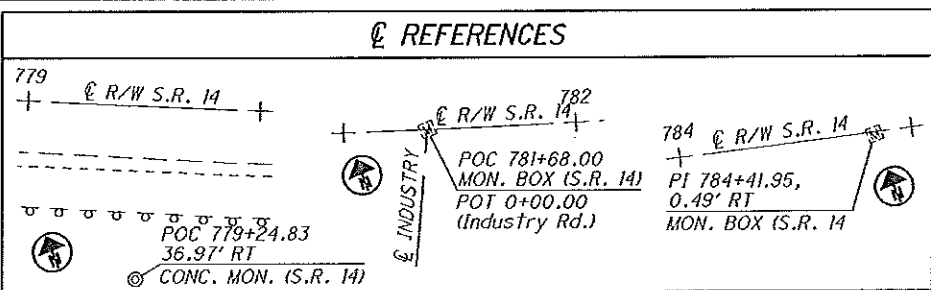 ℄ REFERENCES
779
℄ R/W S.R. 14
POC 779+24.83
36.97' RT
CONC. MON. (S.R. 14)
N
782
℄ R/W S.R. 14
℄ INDUSTRY
POC 781+68.00
MON. BOX (S.R. 14)
POT 0+00.00
(Industry Rd.)
N
784
℄ R/W S.R. 14
PI 784+41.95,
0.49' RT
MON. BOX (S.R. 14
N